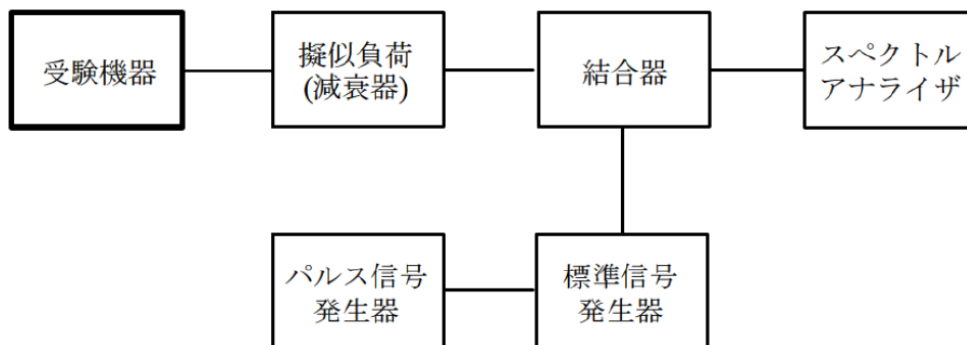 受験機器
擬似負荷
(減衰器)
結合器
スペクトル
アナライザ
パルス信号
発生器
標準信号
発生器